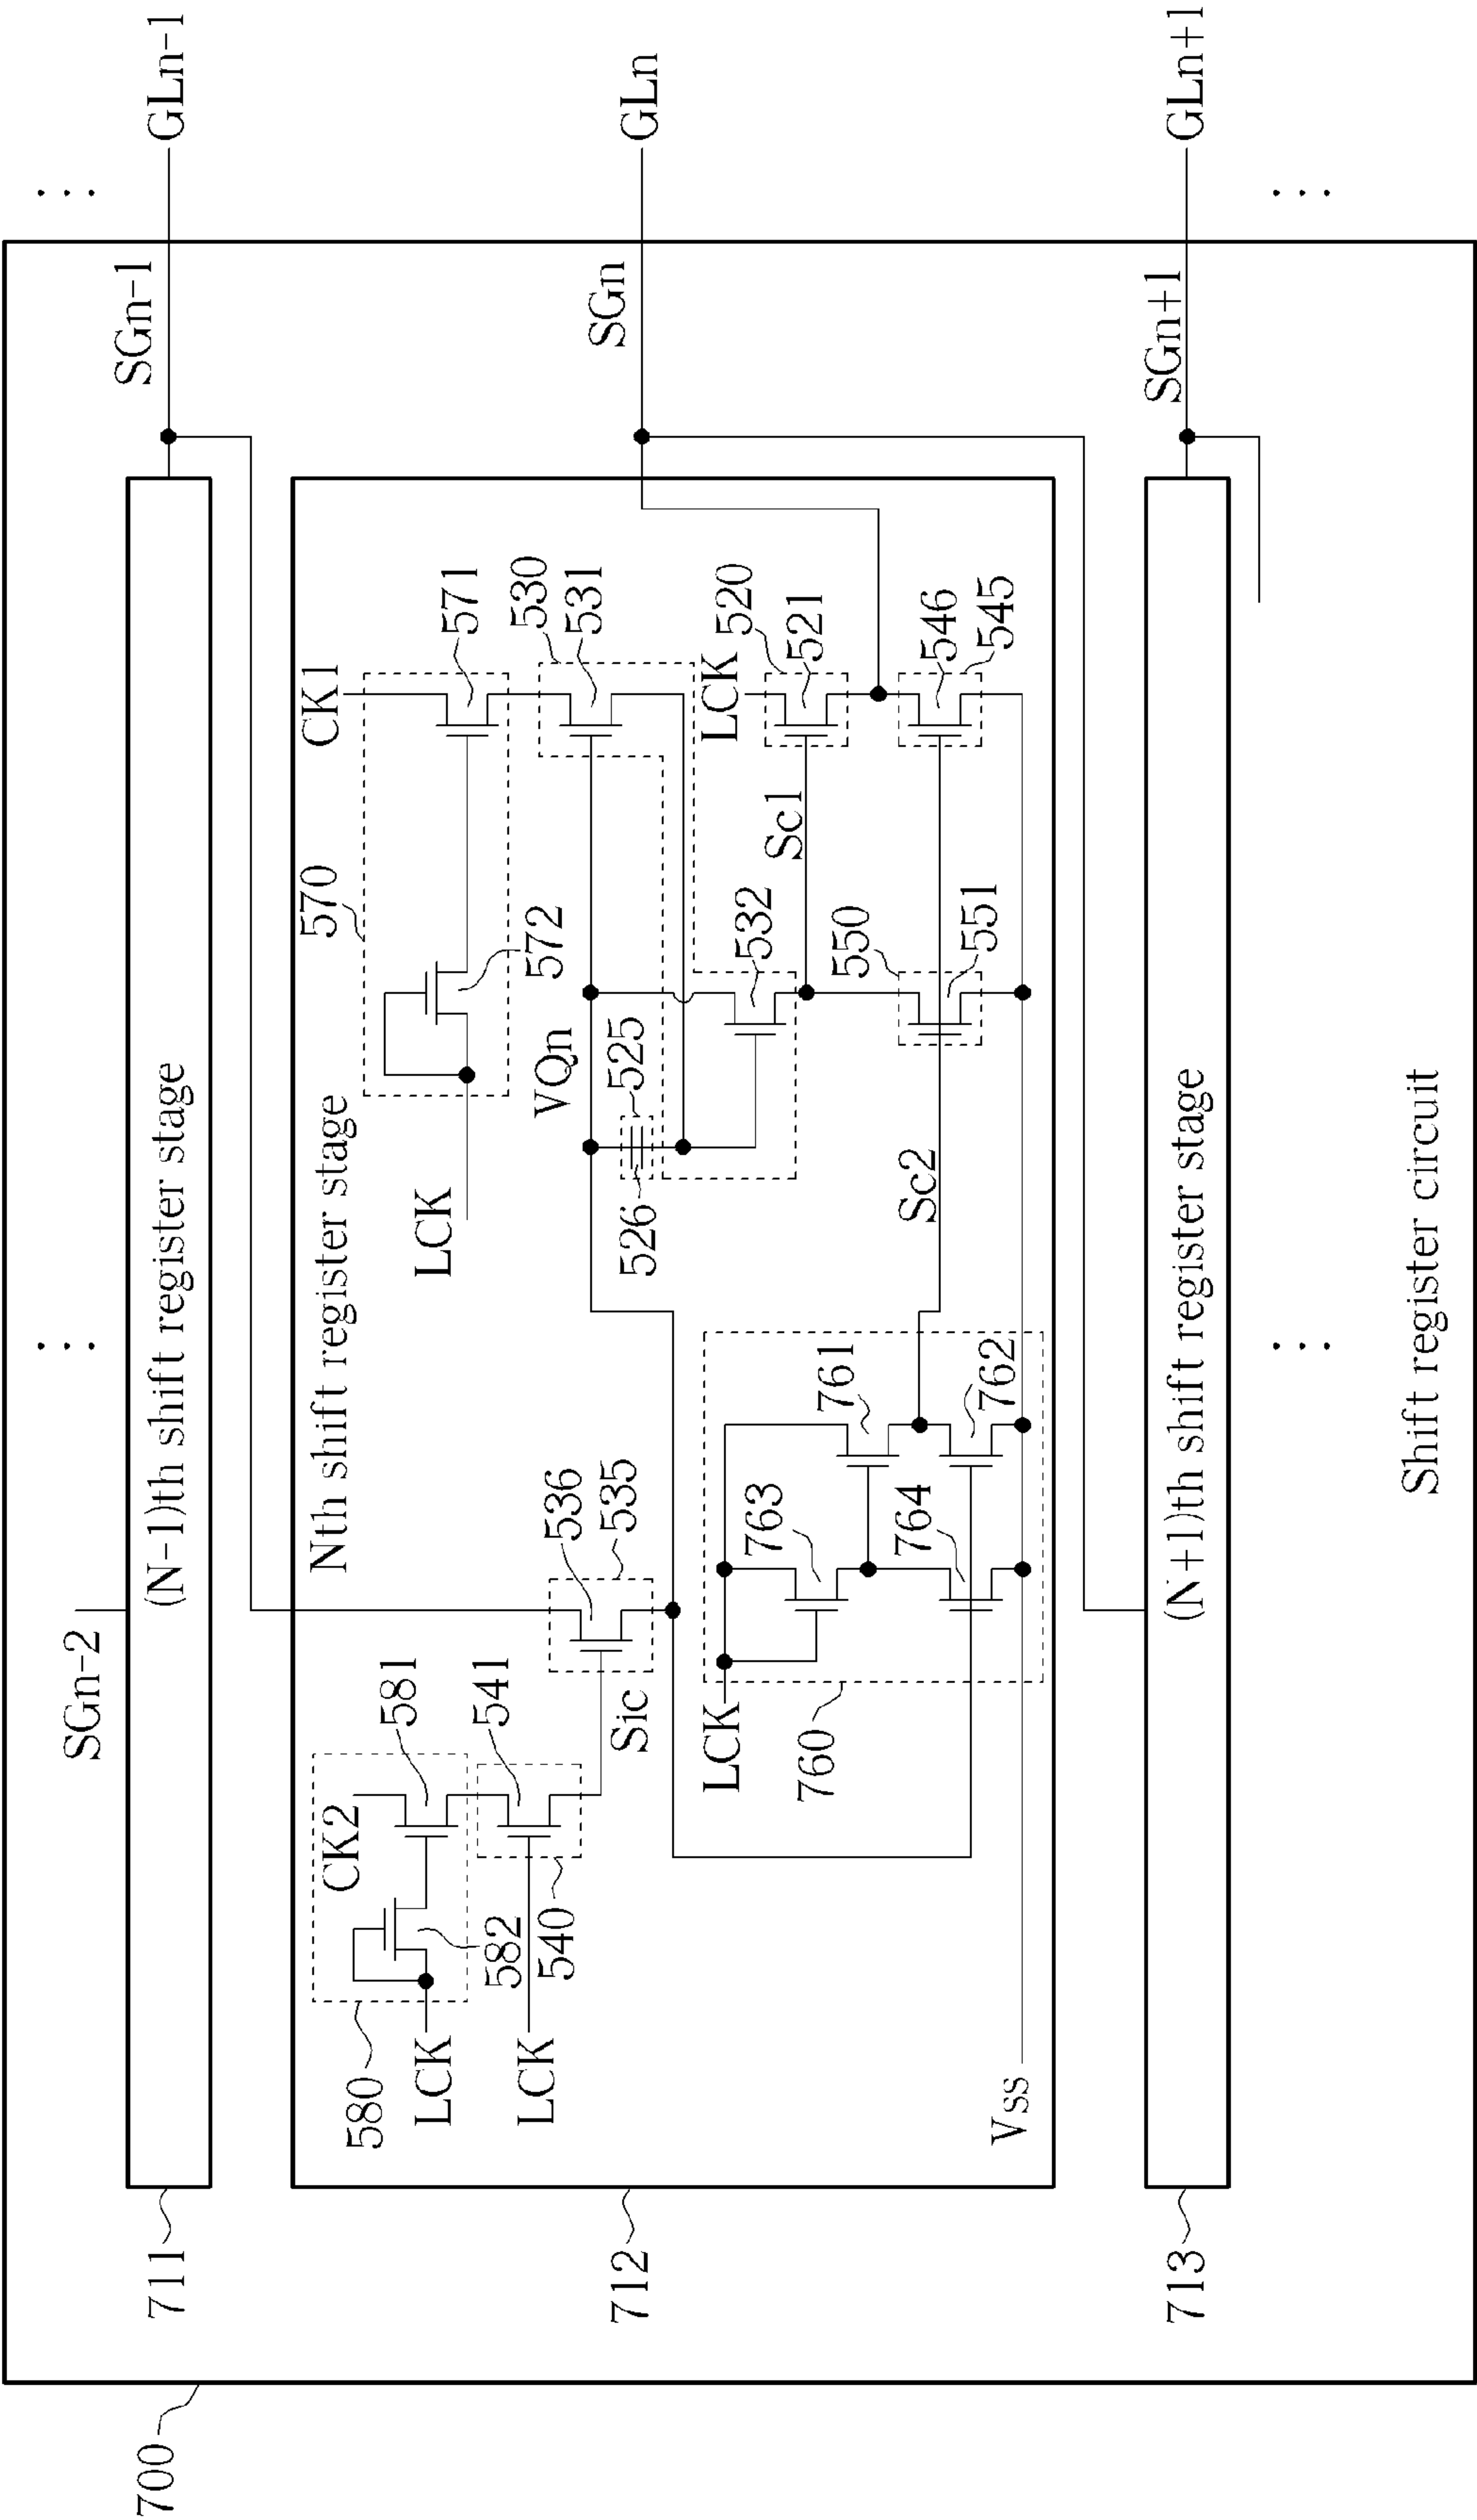 700
Shift register circuit
711
(N-1)th shift register stage
SGn-2
SGn-1
GLn-1
712
Nth shift register stage
SGn
GLn
580
CK2
581
582
LCK
541
540
LCK
536
535
Sic
LCK
570
572
571
CK1
530
531
VQn
525
526
532
Sc1
LCK
520
521
LCK
763
761
764
762
760
Sc2
550
551
546
545
Vss
713
(N+1)th shift register stage
SGn+1
GLn+1